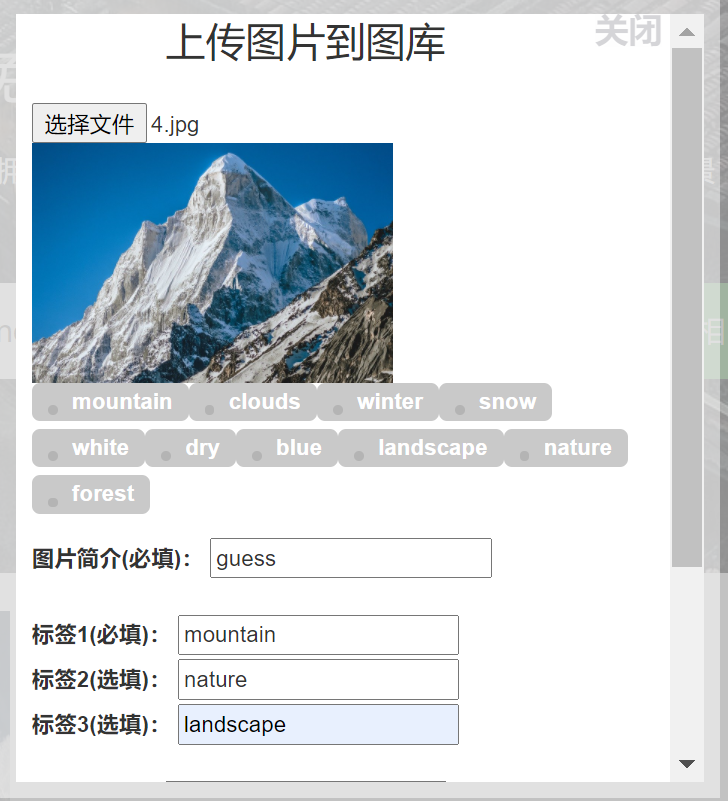 关闭
上传图片到图库
选择文件 4.jpg
mountain clouds winter snow
white dry blue landscape nature
forest
图片简介(必填)： guess
标签1(必填)： mountain
标签2(选填)： nature
标签3(选填)： landscape